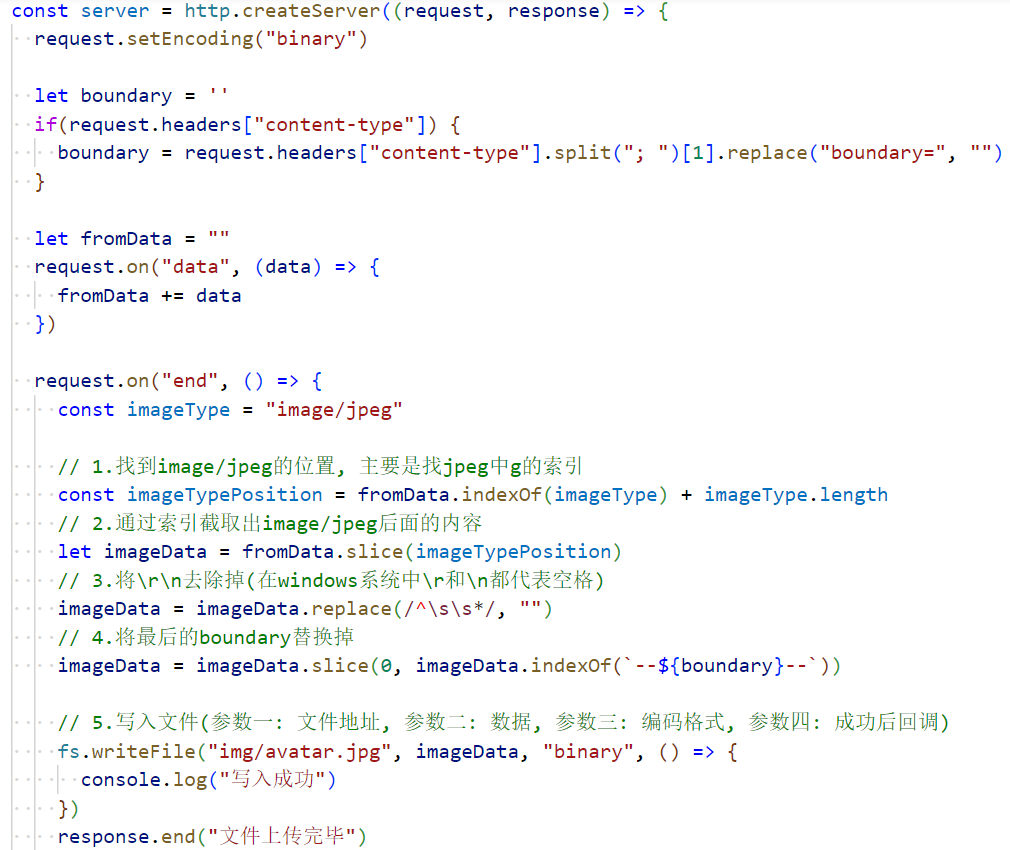 const server = http.createServer((request, response) => {
  request.setEncoding("binary")
  let boundary = ''
  if(request.headers["content-type"]) {
    boundary = request.headers["content-type"].split("; ")[1].replace("boundary=", "")
  }
  let fromData = ""
  request.on("data", (data) => {
    fromData += data
  })
  request.on("end", () => {
    const imageType = "image/jpeg"
    // 1.找到image/jpeg的位置, 主要是找jpeg中g的索引
    const imageTypePosition = fromData.indexOf(imageType) + imageType.length
    // 2.通过索引截取出image/jpeg后面的内容
    let imageData = fromData.slice(imageTypePosition)
    // 3.将\r\n去除掉(在windows系统中\r和\n都代表空格)
    imageData = imageData.replace(/^\s\s*/, "")
    // 4.将最后的boundary替换掉
    imageData = imageData.slice(0, imageData.indexOf(`--${boundary}--`))
    // 5.写入文件(参数一: 文件地址, 参数二: 数据, 参数三: 编码格式, 参数四: 成功后回调)
    fs.writeFile("img/avatar.jpg", imageData, "binary", () => {
      console.log("写入成功")
    })
    response.end("文件上传完毕")